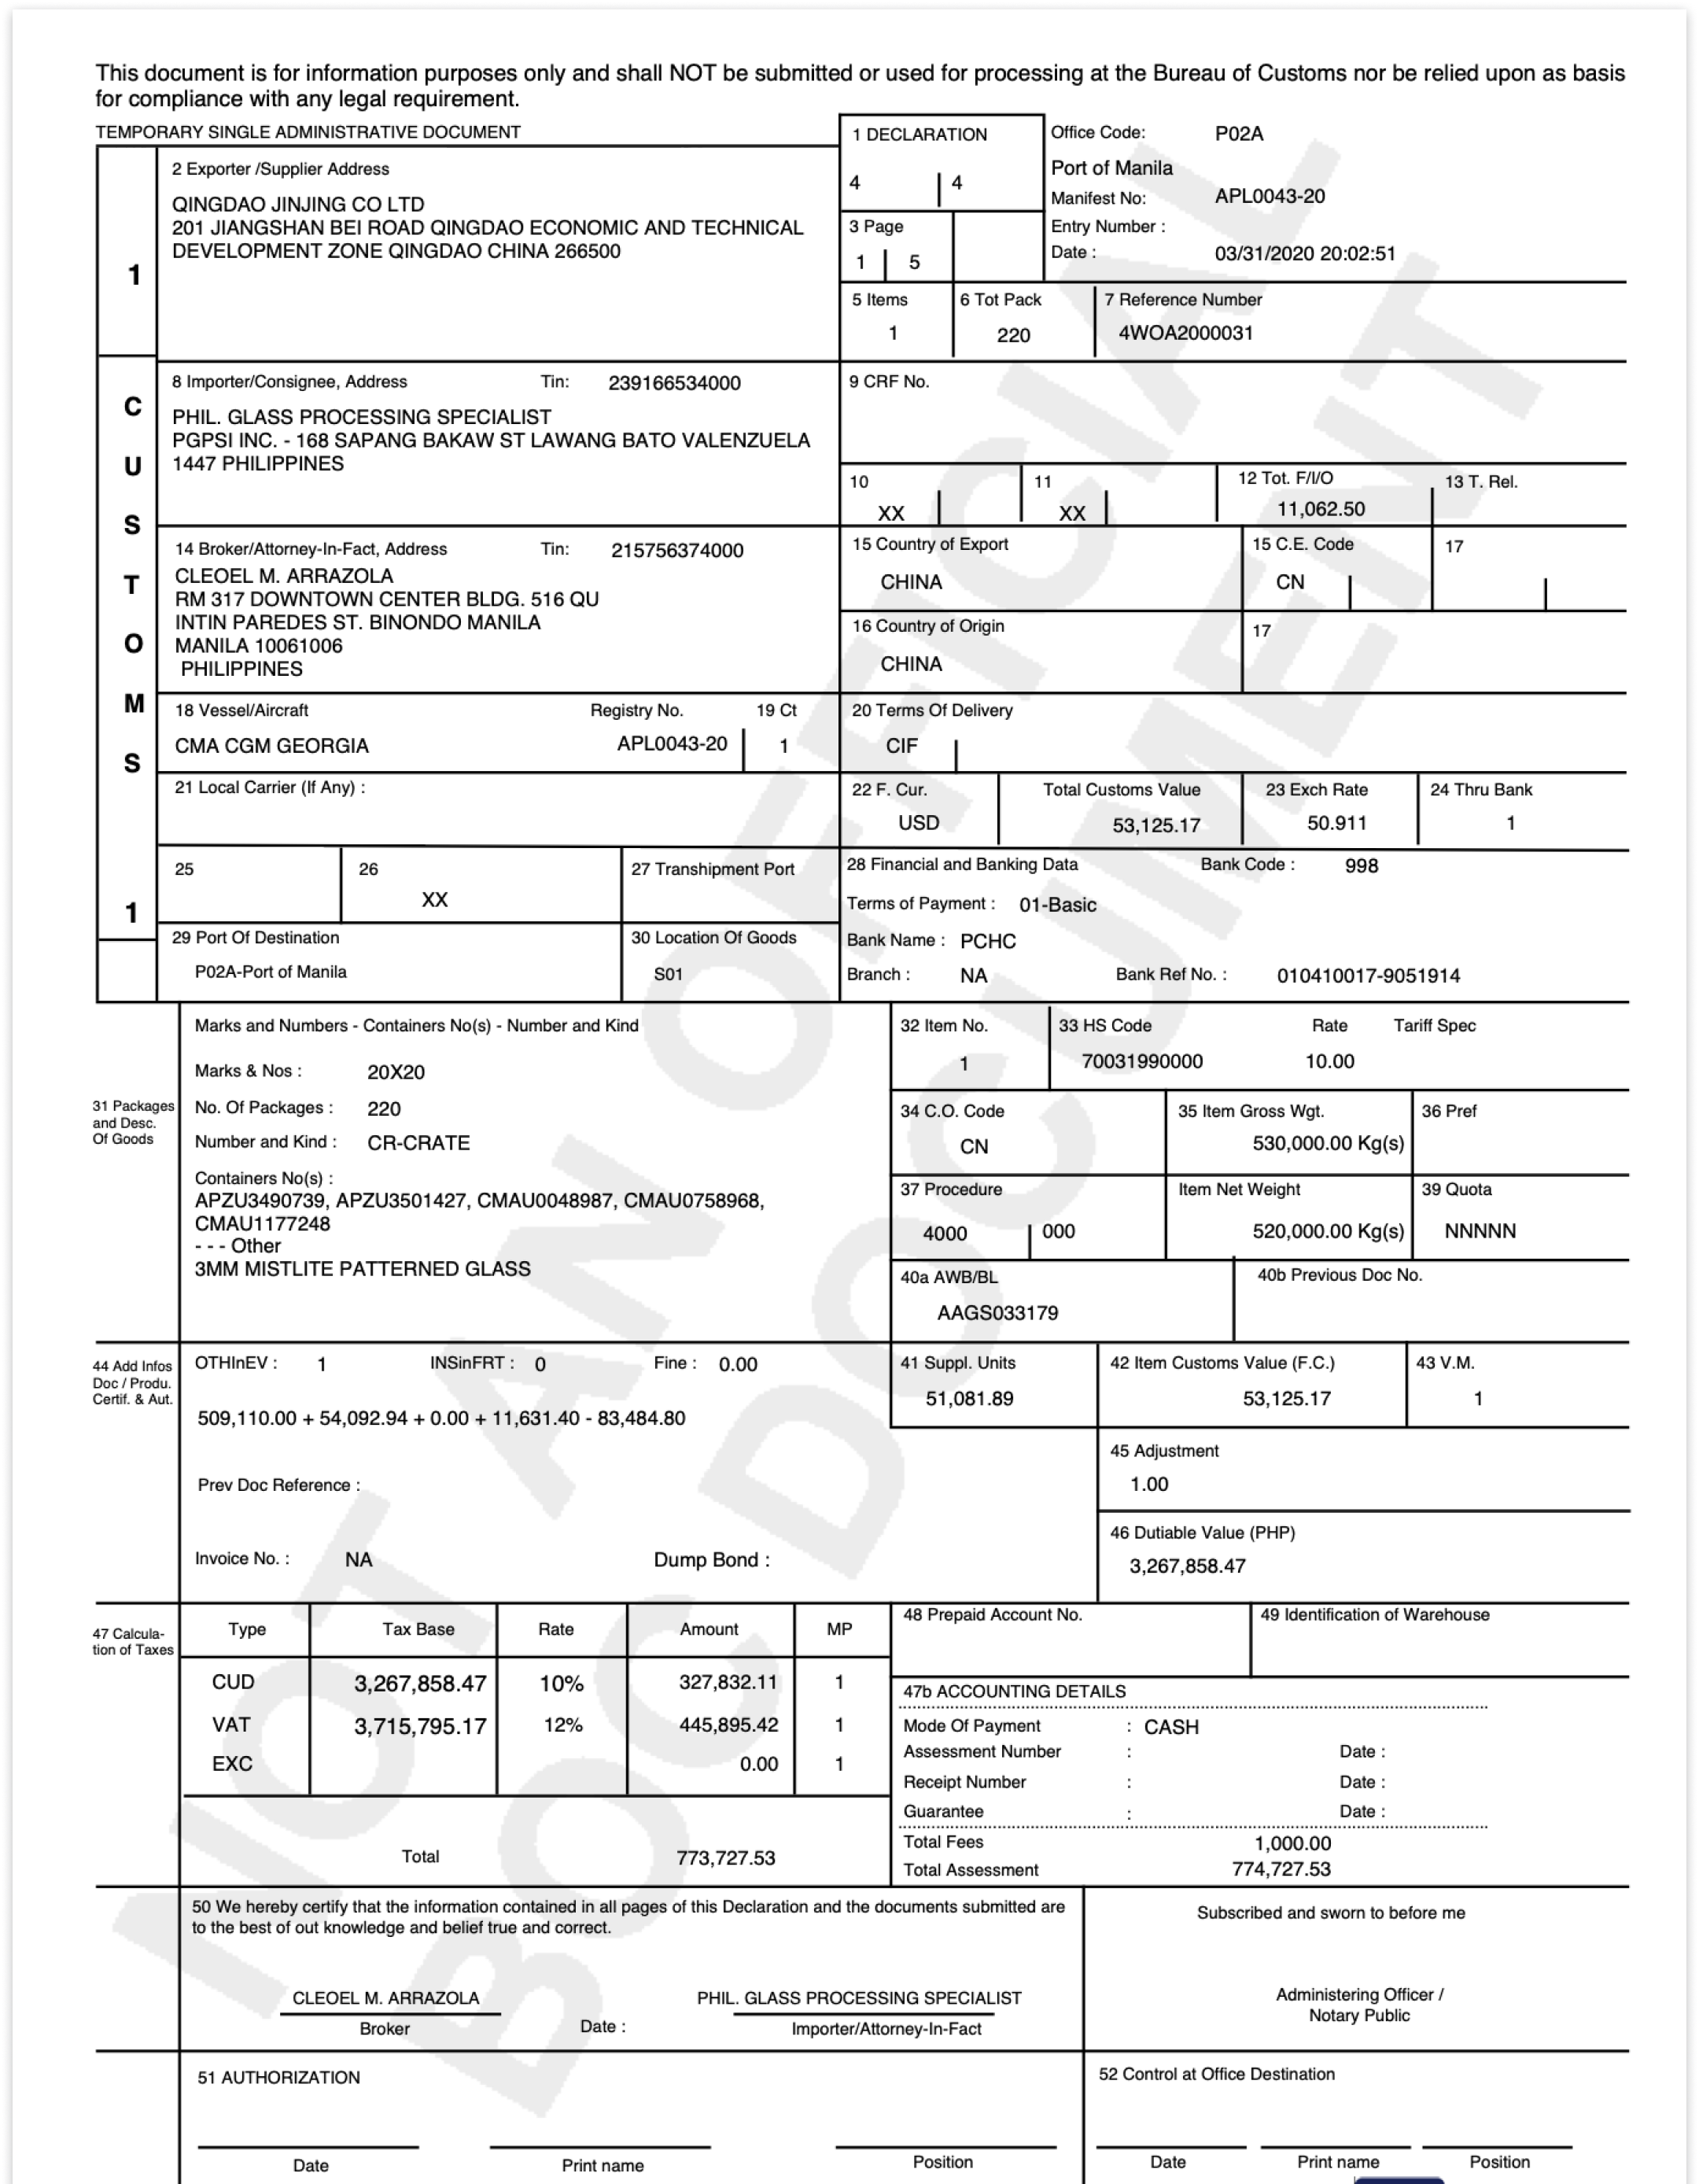 This document is for information purposes only and shall NOT be submitted or used for processing at the Bureau of Customs nor be relied upon as basis
for compliance with any legal requirement.
TEMPORARY SINGLE ADMINISTRATIVE DOCUMENT
1 DECLARATION
4 4
Office Code: P02A
Port of Manila
Manifest No: APL0043-20
Entry Number :
Date : 03/31/2020 20:02:51
1
2 Exporter /Supplier Address
QINGDAO JINJING CO LTD
201 JIANGSHAN BEI ROAD QINGDAO ECONOMIC AND TECHNICAL
DEVELOPMENT ZONE QINGDAO CHINA 266500
3 Page
1 5
5 Items
1
6 Tot Pack
220
7 Reference Number
4WOA2000031
CUSTOMS
1
8 Importer/Consignee, Address Tin: 239166534000
PHIL. GLASS PROCESSING SPECIALIST
PGPSI INC. - 168 SAPANG BAKAW ST LAWANG BATO VALENZUELA
1447 PHILIPPINES
9 CRF No.
10
XX
11
XX
12 Tot. F/I/O
11,062.50
13 T. Rel.
14 Broker/Attorney-In-Fact, Address Tin: 215756374000
CLEOEL M. ARRAZOLA
RM 317 DOWNTOWN CENTER BLDG. 516 QU
INTIN PAREDES ST. BINONDO MANILA
MANILA 10061006
PHILIPPINES
15 Country of Export
CHINA
15 C.E. Code
CN
17
16 Country of Origin
CHINA
17
18 Vessel/Aircraft Registry No. 19 Ct
CMA CGM GEORGIA APL0043-20 1
20 Terms Of Delivery
CIF
21 Local Carrier (If Any) :
22 F. Cur.
USD
Total Customs Value
53,125.17
23 Exch Rate
50.911
24 Thru Bank
1
25
26
XX
27 Transhipment Port
28 Financial and Banking Data Bank Code : 998
Terms of Payment : 01-Basic
Bank Name : PCHC
Branch : NA Bank Ref No. : 010410017-9051914
29 Port Of Destination
P02A-Port of Manila
30 Location Of Goods
S01
31 Packages
and Desc.
Of Goods
Marks and Numbers - Containers No(s) - Number and Kind
Marks & Nos : 20X20
No. Of Packages : 220
Number and Kind : CR-CRATE
Containers No(s) :
APZU3490739, APZU3501427, CMAU0048987, CMAU0758968,
CMAU1177248
- - - Other
3MM MISTLITE PATTERNED GLASS
32 Item No.
1
33 HS Code Rate Tariff Spec
70031990000 10.00
34 C.O. Code
CN
35 Item Gross Wgt.
530,000.00 Kg(s)
36 Pref
37 Procedure
4000 000
Item Net Weight
520,000.00 Kg(s)
39 Quota
NNNNN
40a AWB/BL
AAGS033179
40b Previous Doc No.
44 Add Infos
Doc / Produ.
Certif. & Aut.
OTHInEV : 1 INSinFRT : 0 Fine : 0.00
509,110.00 + 54,092.94 + 0.00 + 11,631.40 - 83,484.80
Prev Doc Reference :
Invoice No. : NA Dump Bond :
41 Suppl. Units
51,081.89
42 Item Customs Value (F.C.)
53,125.17
43 V.M.
1
45 Adjustment
1.00
46 Dutiable Value (PHP)
3,267,858.47
47 Calcula-
tion of Taxes
Type Tax Base Rate Amount MP
CUD 3,267,858.47 10% 327,832.11 1
VAT 3,715,795.17 12% 445,895.42 1
EXC 0.00 1
Total 773,727.53
48 Prepaid Account No.
49 Identification of Warehouse
47b ACCOUNTING DETAILS
Mode Of Payment : CASH
Assessment Number : Date :
Receipt Number : Date :
Guarantee : Date :
Total Fees 1,000.00
Total Assessment 774,727.53
50 We hereby certify that the information contained in all pages of this Declaration and the documents submitted are
to the best of out knowledge and belief true and correct.
CLEOEL M. ARRAZOLA
Broker
Date :
PHIL. GLASS PROCESSING SPECIALIST
Importer/Attorney-In-Fact
Subscribed and sworn to before me
Administering Officer /
Notary Public
51 AUTHORIZATION
Date Print name Position
52 Control at Office Destination
Date Print name Position
NOT AN OFFICIAL
BOC DOCUMENT